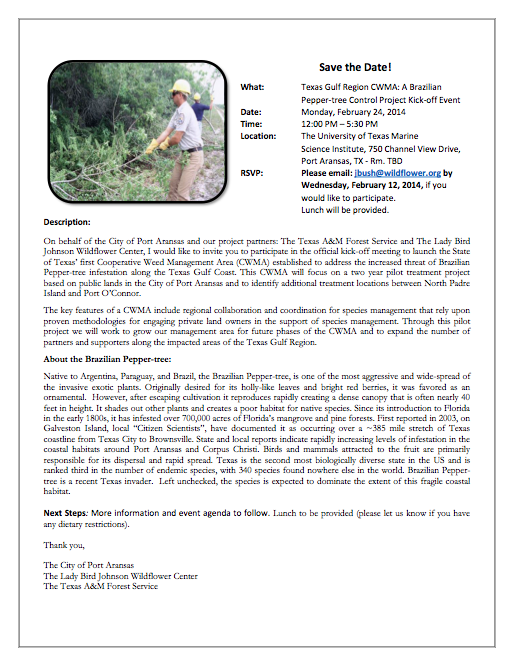 Save the Date!
What: Texas Gulf Region CWMA: A Brazilian
Pepper-tree Control Project Kick-off Event
Date: Monday, February 24, 2014
Time: 12:00 PM – 5:30 PM
Location: The University of Texas Marine
Science Institute, 750 Channel View Drive,
Port Aransas, TX - Rm. TBD
RSVP: Please email: jbush@wildflower.org by
Wednesday, February 12, 2014, if you
would like to participate.
Lunch will be provided.
Description:
On behalf of the City of Port Aransas and our project partners: The Texas A&M Forest Service and The Lady Bird
Johnson Wildflower Center, I would like to invite you to participate in the official kick-off meeting to launch the State
of Texas' first Cooperative Weed Management Area (CWMA) established to address the increased threat of Brazilian
Pepper-tree infestation along the Texas Gulf Coast. This CWMA will focus on a two year pilot treatment project
based on public lands in the City of Port Aransas and to identify additional treatment locations between North Padre
Island and Port O'Connor.
The key features of a CWMA include regional collaboration and coordination for species management that rely upon
proven methodologies for engaging private land owners in the support of species management. Through this pilot
project we will work to grow our management area for future phases of the CWMA and to expand the number of
partners and supporters along the impacted areas of the Texas Gulf Region.
About the Brazilian Pepper-tree:
Native to Argentina, Paraguay, and Brazil, the Brazilian Pepper-tree, is one of the most aggressive and wide-spread of
the invasive exotic plants. Originally desired for its holly-like leaves and bright red berries, it was favored as an
ornamental. However, after escaping cultivation it reproduces rapidly creating a dense canopy that is often nearly 40
feet in height. It shades out other plants and creates a poor habitat for native species. Since its introduction to Florida
in the early 1800s, it has infested over 700,000 acres of Florida's mangrove and pine forests. First reported in 2003, on
Galveston Island, local "Citizen Scientists", have documented it as occurring over a ~385 mile stretch of Texas
coastline from Texas City to Brownsville. State and local reports indicate rapidly increasing levels of infestation in the
coastal habitats around Port Aransas and Corpus Christi. Birds and mammals attracted to the fruit are primarily
responsible for its dispersal and rapid spread. Texas is the second most biologically diverse state in the US and is
ranked third in the number of endemic species, with 340 species found nowhere else in the world. Brazilian Pepper-
tree is a recent Texas invader. Left unchecked, the species is expected to dominate the extent of this fragile coastal
habitat.
Next Steps: More information and event agenda to follow. Lunch to be provided (please let us know if you have
any dietary restrictions).
Thank you,
The City of Port Aransas
The Lady Bird Johnson Wildflower Center
The Texas A&M Forest Service